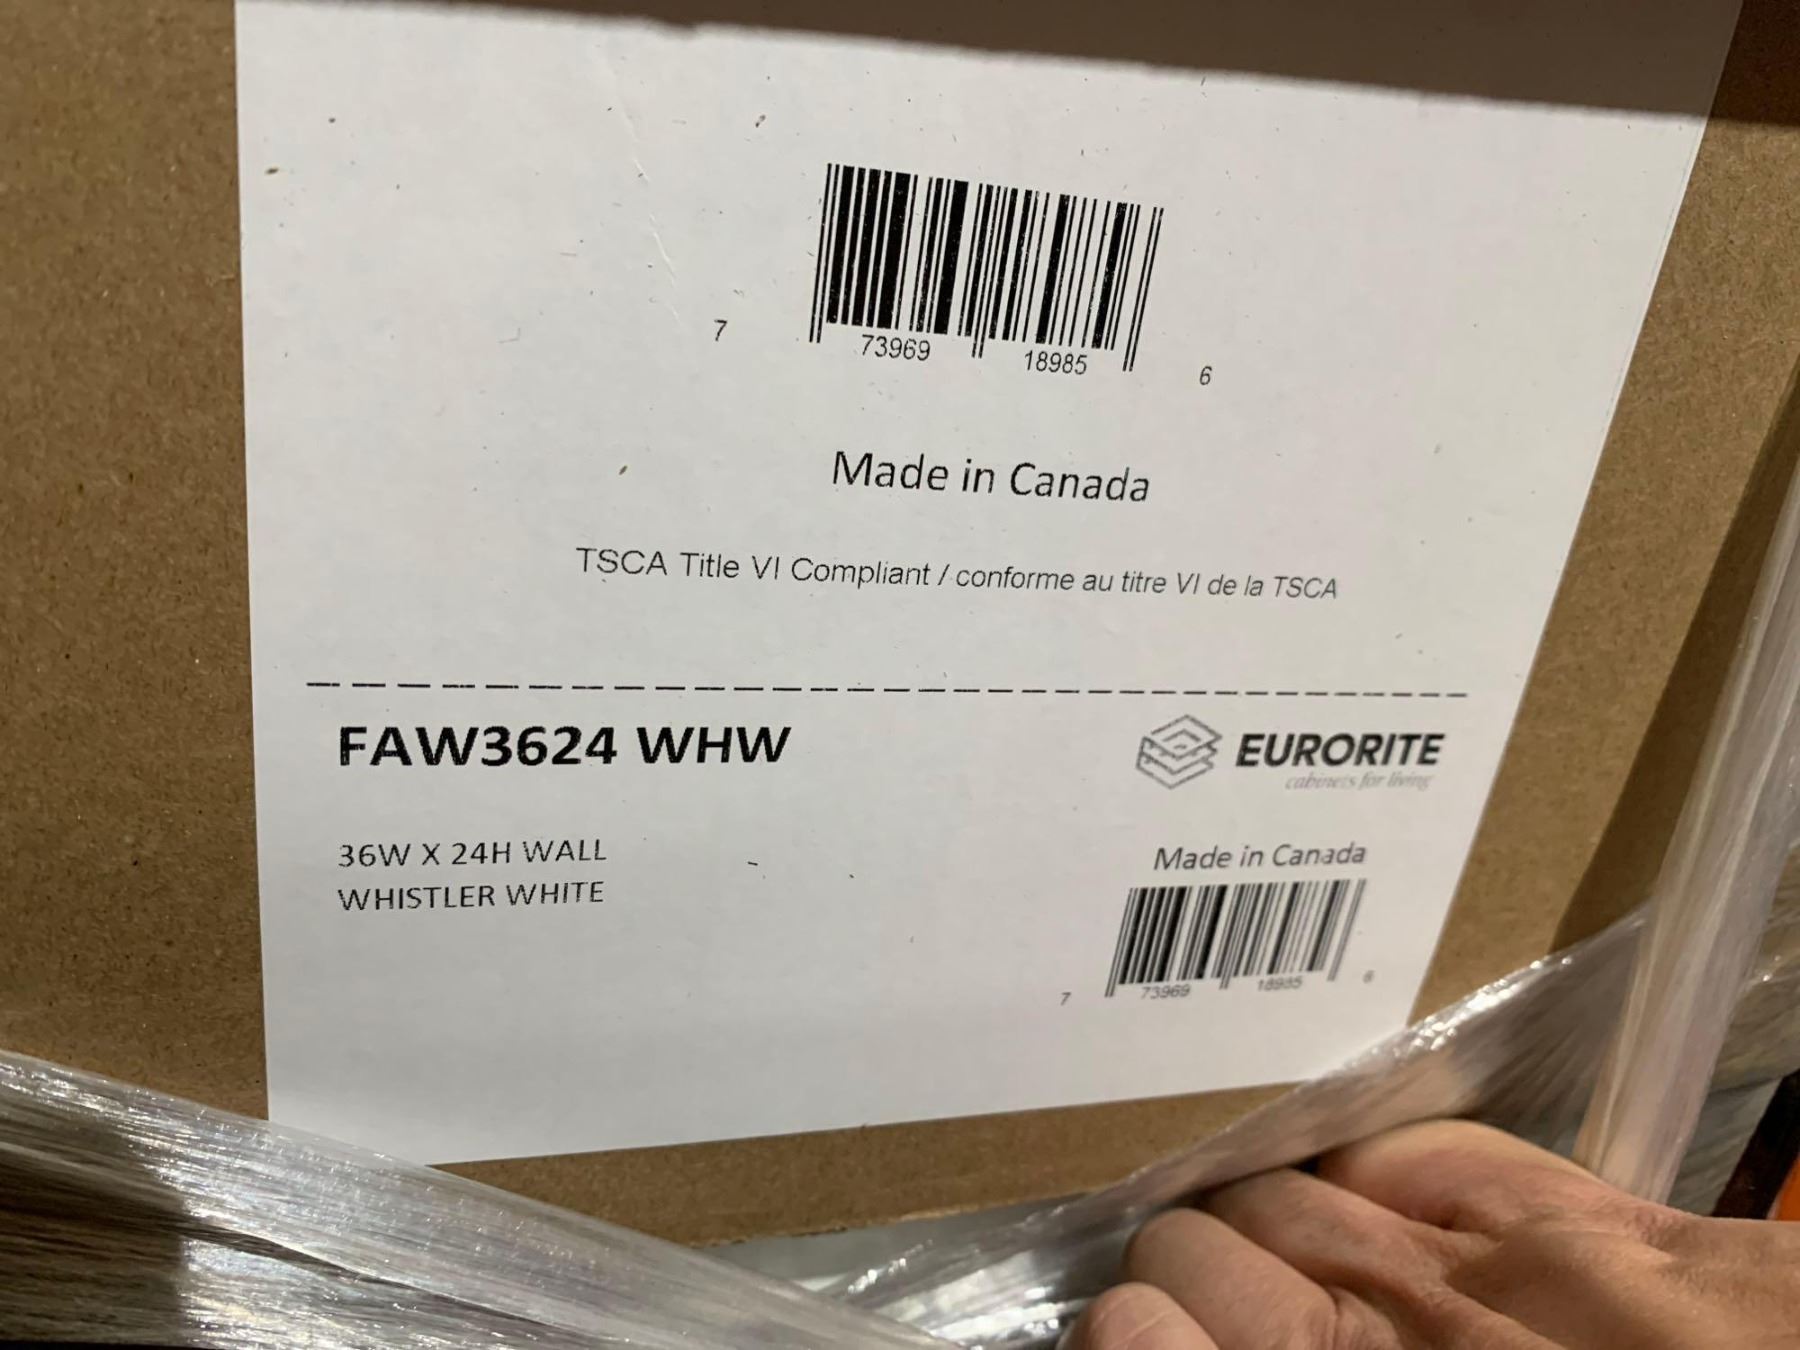 7 73969 18985 6
Made in Canada
TSCA Title VI Compliant / conforme au titre VI de la TSCA
FAW3624 WHW
EURORITE
cabinets for living
36W X 24H WALL
WHISTLER WHITE
Made in Canada
7 73969 18985 6